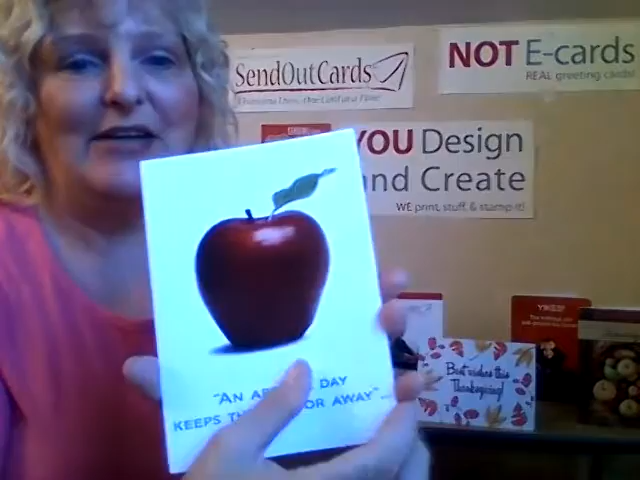 SendOutCards
NOT E-cards
REAL greeting cards!
YOU Design
and Create
WE print, stuff, & stamp it!
"AN AP DAY
KEEPS TH OR AWAY"...
YIKES!
Best wishes this
Thanksgiving!